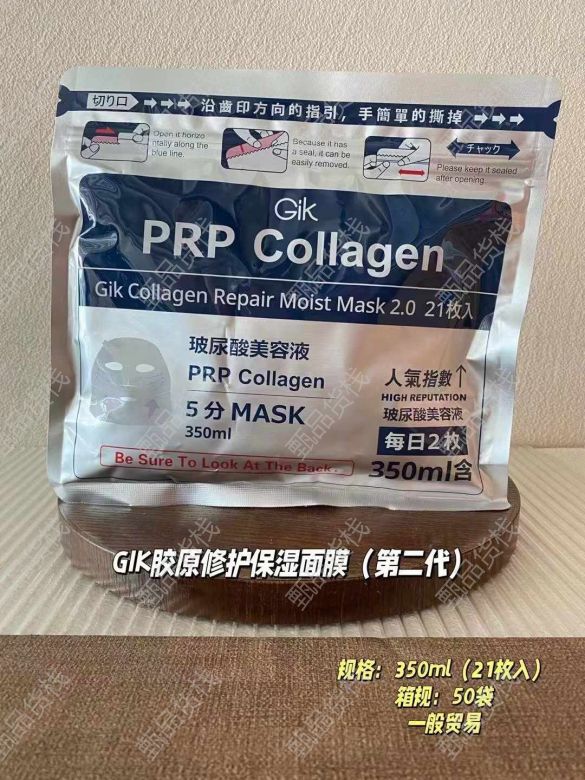 切り口 →→→ 沿齒印方向的指引，手簡單的撕掉 →→→
Open it horizo
ntally along the
blue line.
Because it has
a seal, it can be
easily removed.
チャック
Please keep it sealed
after opening.
Gik
PRP Collagen
Gik Collagen Repair Moist Mask 2.0 21枚入
玻尿酸美容液
PRP Collagen
5分 MASK
350ml
Be Sure To Look At The Back.
人氣指數↑
HIGH REPUTATION
玻尿酸美容液
每日2枚
350ml含
GIK胶原修护保湿面膜（第二代）
规格：350ml（21枚入）
箱规：50袋
一般贸易
甄品货栈